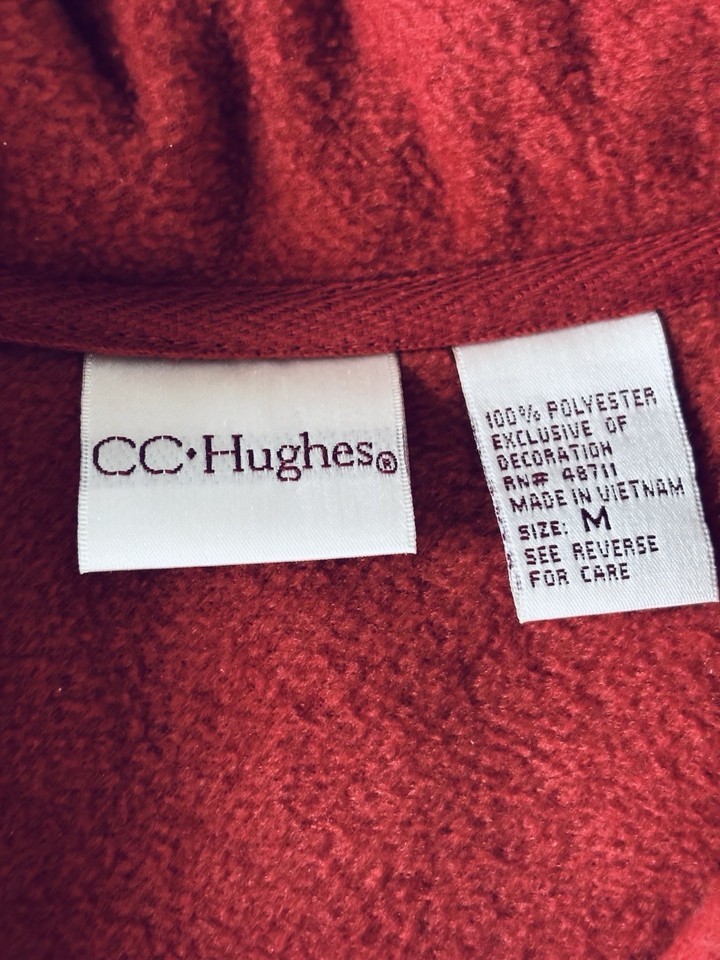 CC•Hughes®
100% POLYESTER
EXCLUSIVE OF
DECORATION
RN# 48711
MADE IN VIETNAM
SIZE: M
SEE REVERSE
FOR CARE